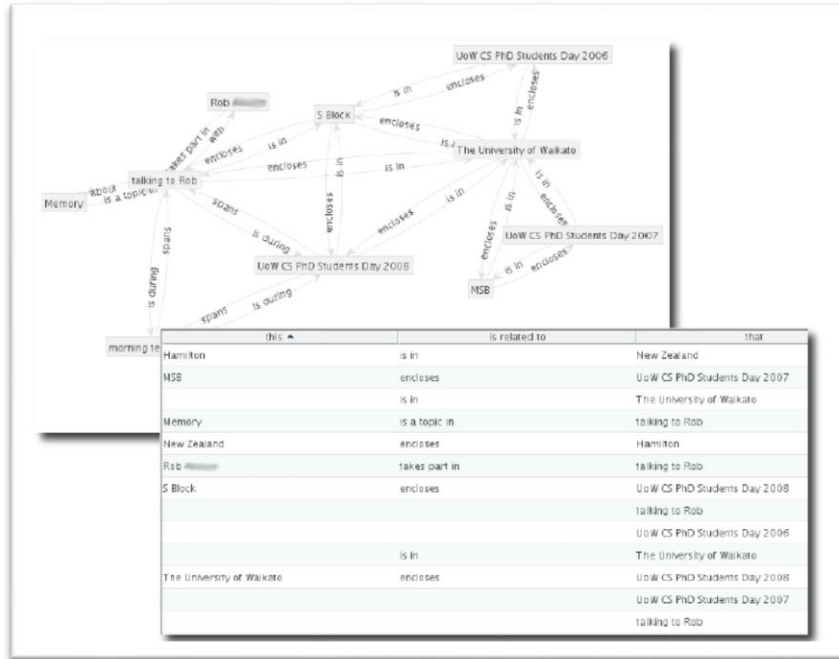 UoW CS PhD Students Day 2006
is in
encloses
Rob
S Block
is in
encloses
encloses
is
The University of Waikato
takes part in
with
encloses
is in
encloses
is in
talking to Rob
about
is a topic in
Memory
spans
is during
encloses
is in
encloses
is in
encloses
is in
is in
encloses
UoW CS PhD Students Day 2007
is in
encloses
MSB
UoW CS PhD Students Day 2008
is during
spans
spans
is during
morning te
this is related to that
Hamilton is in New Zealand
MSB encloses UoW CS PhD Students Day 2007
is in The University of Waikato
Memory is a topic in talking to Rob
New Zealand encloses Hamilton
Rob takes part in talking to Rob
S Block encloses UoW CS PhD Students Day 2008
talking to Rob
UoW CS PhD Students Day 2006
is in The University of Waikato
The University of Waikato encloses UoW CS PhD Students Day 2008
UoW CS PhD Students Day 2007
talking to Rob